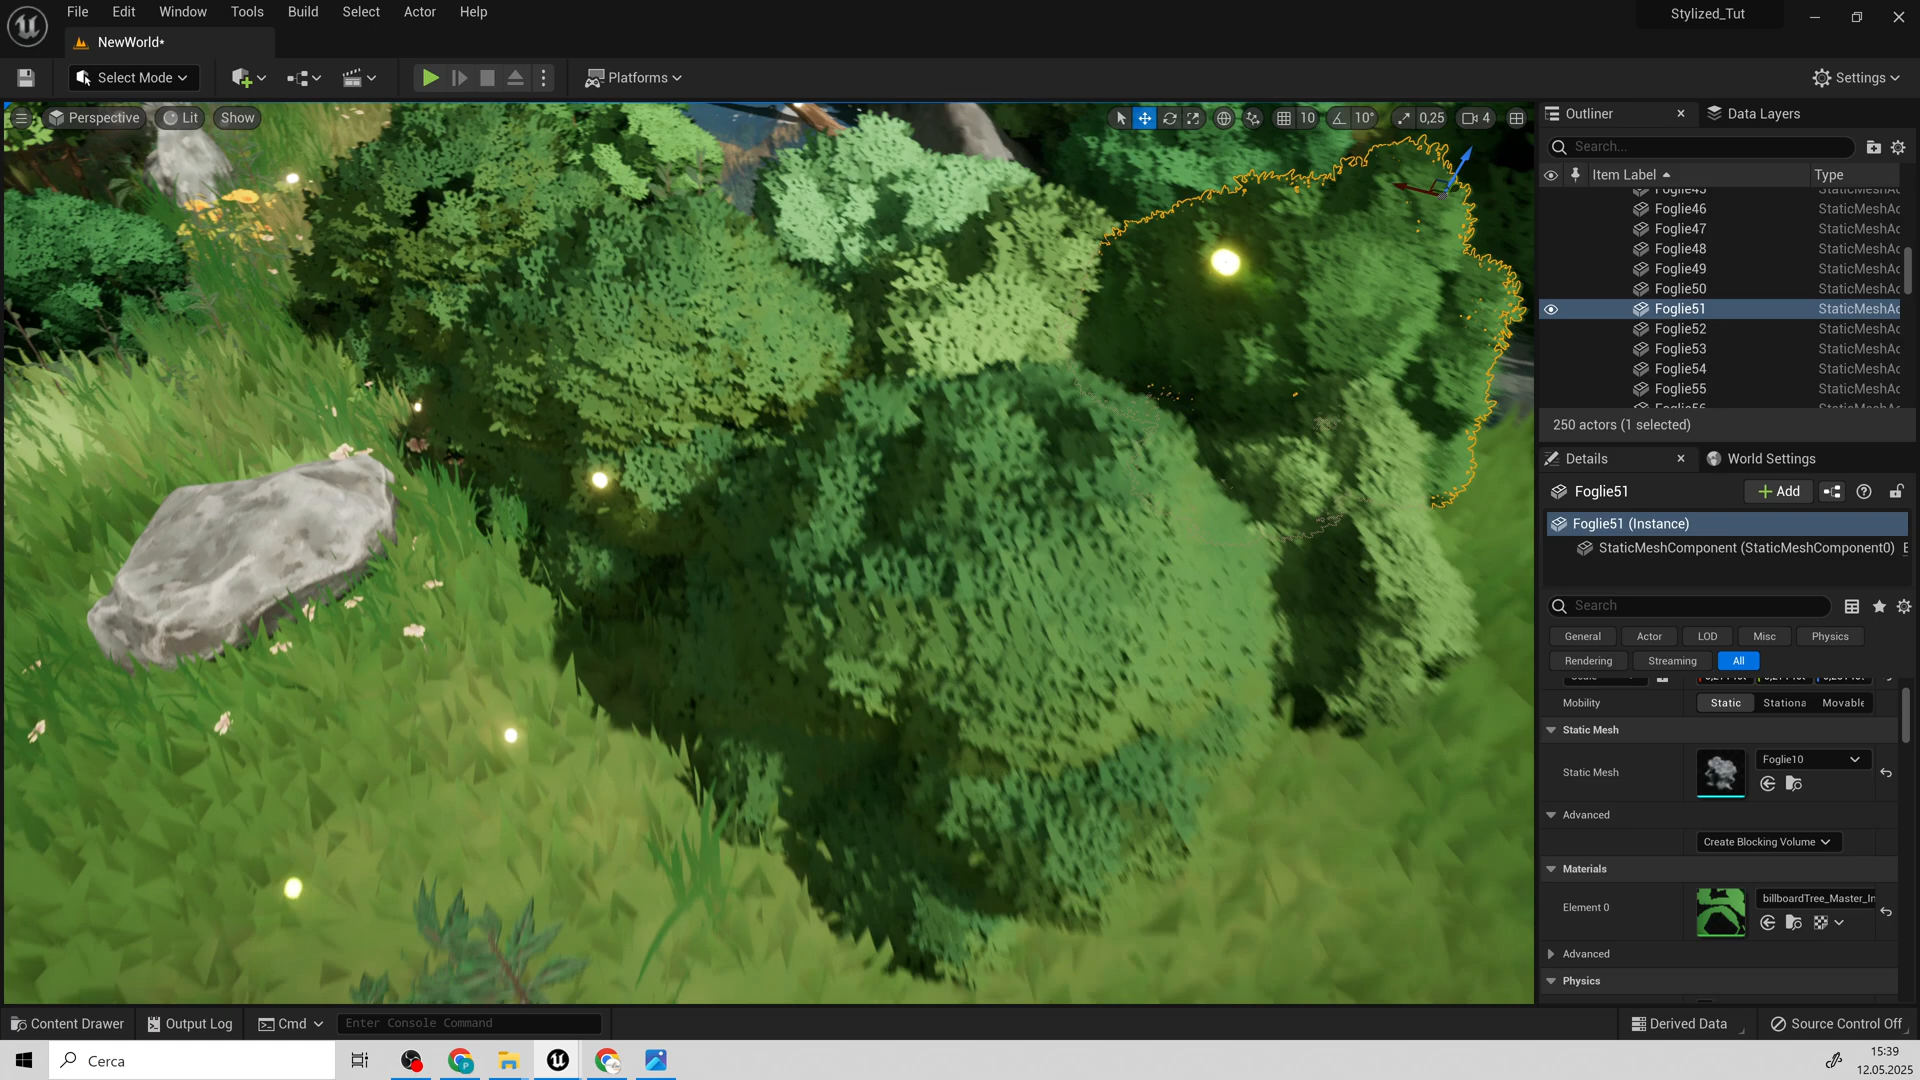 File Edit Window Tools Build Select Actor Help
Stylized_Tut
NewWorld*
Select Mode
Platforms
Settings
Perspective Lit Show
10 10° 0,25 4
Outliner Data Layers
Search...
Item Label Type
Foglie46 StaticMeshAc
Foglie47 StaticMeshAc
Foglie48 StaticMeshAc
Foglie49 StaticMeshAc
Foglie50 StaticMeshAc
Foglie51 StaticMeshAc
Foglie52 StaticMeshAc
Foglie53 StaticMeshAc
Foglie54 StaticMeshAc
Foglie55 StaticMeshAc
250 actors (1 selected)
Details World Settings
Foglie51 Add
Foglie51 (Instance)
StaticMeshComponent (StaticMeshComponent0) E
Search
General Actor LOD Misc Physics
Rendering Streaming All
Mobility Static Stationa Movable
Static Mesh
Static Mesh Foglie10
Advanced
Create Blocking Volume
Materials
Element 0 billboardTree_Master_In
Advanced
Physics
Content Drawer Output Log Cmd Enter Console Command Derived Data Source Control Off
Cerca
15:39
12.05.2025